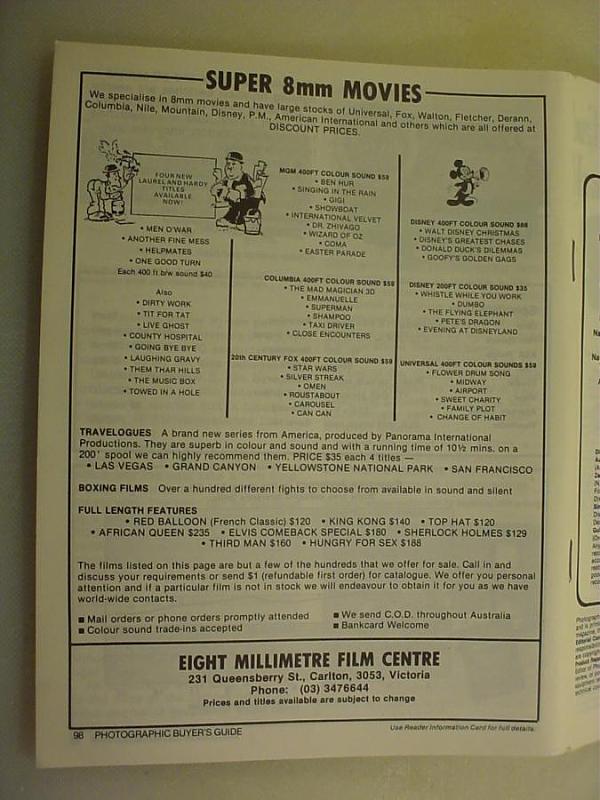 SUPER 8mm MOVIES
We specialise in 8mm movies and have large stocks of Universal, Fox, Walton, Fletcher, Derann,
Columbia, Nile, Mountain, Disney, P.M., American International and others which are all offered at
DISCOUNT PRICES.
FOUR NEW
LAUREL AND HARDY
TITLES
AVAILABLE
NOW!
• MEN O'WAR
• ANOTHER FINE MESS
• HELPMATES
• ONE GOOD TURN
Each 400 ft b/w sound $40
Also
• DIRTY WORK
• TIT FOR TAT
• LIVE GHOST
• COUNTY HOSPITAL
• GOING BYE BYE
• LAUGHING GRAVY
• THEM THAR HILLS
• THE MUSIC BOX
• TOWED IN A HOLE
MGM 400FT COLOUR SOUND $59
• BEN HUR
• SINGING IN THE RAIN
• GIGI
• SHOWBOAT
• INTERNATIONAL VELVET
• DR. ZHIVAGO
• WIZARD OF OZ
• COMA
• EASTER PARADE
COLUMBIA 400FT COLOUR SOUND $59
• THE MAD MAGICIAN 3D
• EMMANUELLE
• SUPERMAN
• SHAMPOO
• TAXI DRIVER
• CLOSE ENCOUNTERS
20th CENTURY FOX 400FT COLOUR SOUND $59
• STAR WARS
• SILVER STREAK
• OMEN
• ROUSTABOUT
• CAROUSEL
• CAN CAN
DISNEY 400FT COLOUR SOUND $66
• WALT DISNEY CHRISTMAS
• DISNEY'S GREATEST CHASES
• DONALD DUCK'S DILEMMAS
• GOOFY'S GOLDEN GAGS
DISNEY 200FT COLOUR SOUND $35
• WHISTLE WHILE YOU WORK
• DUMBO
• THE FLYING ELEPHANT
• PETE'S DRAGON
• EVENING AT DISNEYLAND
UNIVERSAL 400FT COLOUR SOUNDS $59
• FLOWER DRUM SONG
• MIDWAY
• AIRPORT
• SWEET CHARITY
• FAMILY PLOT
• CHANGE OF HABIT
TRAVELOGUES A brand new series from America, produced by Panorama International
Productions. They are superb in colour and sound and with a running time of 10½ mins. on a
200' spool we can highly recommend them. PRICE $35 each 4 titles —
• LAS VEGAS • GRAND CANYON • YELLOWSTONE NATIONAL PARK • SAN FRANCISCO
BOXING FILMS Over a hundred different fights to choose from available in sound and silent
FULL LENGTH FEATURES
• RED BALLOON (French Classic) $120 • KING KONG $140 • TOP HAT $120
• AFRICAN QUEEN $235 • ELVIS COMEBACK SPECIAL $180 • SHERLOCK HOLMES $129
• THIRD MAN $160 • HUNGRY FOR SEX $188
The films listed on this page are but a few of the hundreds that we offer for sale. Call in and
discuss your requirements or send $1 (refundable first order) for catalogue. We offer you personal
attention and if a particular film is not in stock we will endeavour to obtain it for you as we have
world-wide contacts.
■ Mail orders or phone orders promptly attended
■ Colour sound trade-ins accepted
■ We send C.O.D. throughout Australia
■ Bankcard Welcome
EIGHT MILLIMETRE FILM CENTRE
231 Queensberry St., Carlton, 3053, Victoria
Phone: (03) 3476644
Prices and titles available are subject to change
98 PHOTOGRAPHIC BUYER'S GUIDE
Use Reader Information Card for full details.